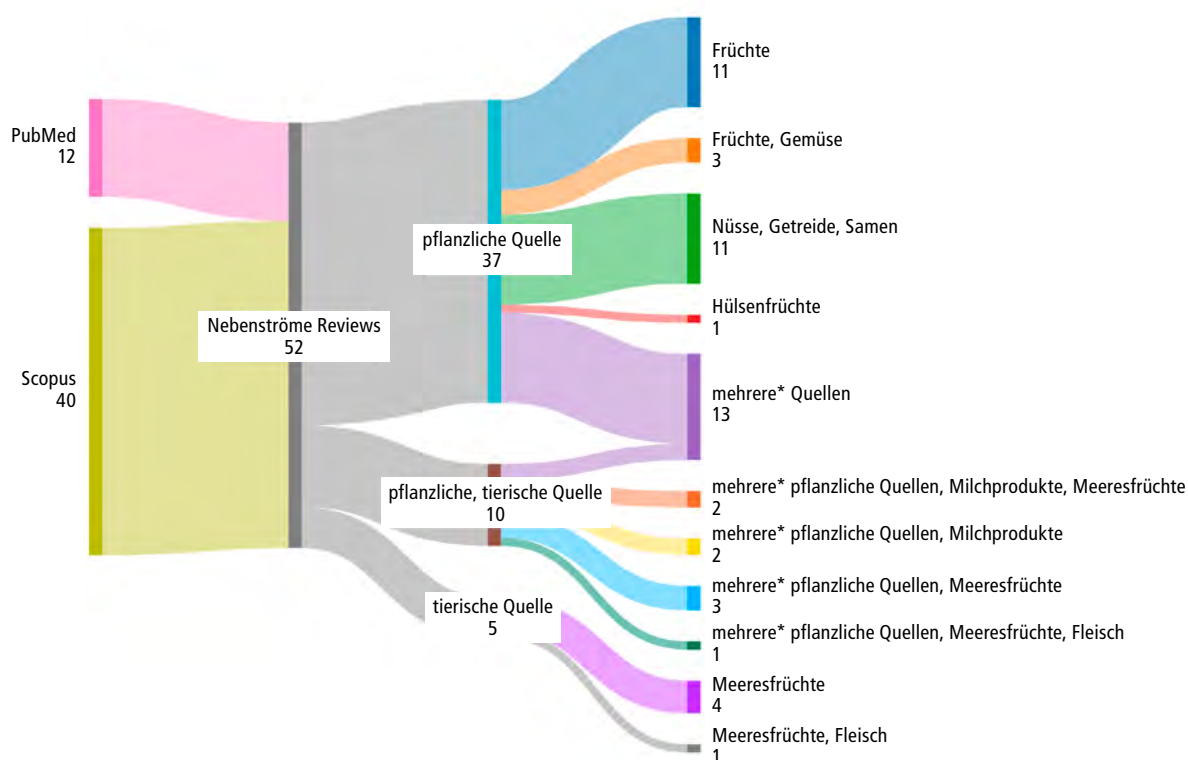 PubMed
12
Scopus
40
Nebenströme Reviews
52
pflanzliche Quelle
37
pflanzliche, tierische Quelle
10
tierische Quelle
5
Früchte
11
Früchte, Gemüse
3
Nüsse, Getreide, Samen
11
Hülsenfrüchte
1
mehrere* Quellen
13
mehrere* pflanzliche Quellen, Milchprodukte, Meeresfrüchte
2
mehrere* pflanzliche Quellen, Milchprodukte
2
mehrere* pflanzliche Quellen, Meeresfrüchte
3
mehrere* pflanzliche Quellen, Meeresfrüchte, Fleisch
1
Meeresfrüchte
4
Meeresfrüchte, Fleisch
1